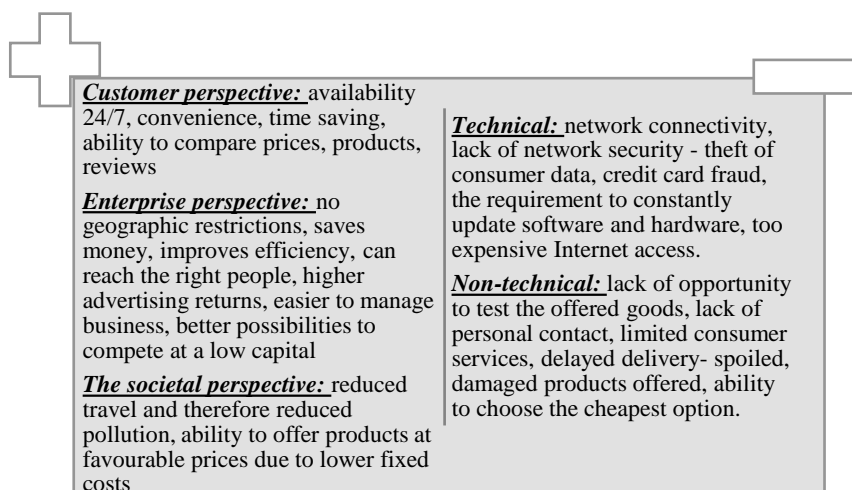 Customer perspective: availability
24/7, convenience, time saving,
ability to compare prices, products,
reviews
Enterprise perspective: no
geographic restrictions, saves
money, improves efficiency, can
reach the right people, higher
advertising returns, easier to manage
business, better possibilities to
compete at a low capital
The societal perspective: reduced
travel and therefore reduced
pollution, ability to offer products at
favourable prices due to lower fixed
costs
Technical: network connectivity,
lack of network security - theft of
consumer data, credit card fraud,
the requirement to constantly
update software and hardware, too
expensive Internet access.
Non-technical: lack of opportunity
to test the offered goods, lack of
personal contact, limited consumer
services, delayed delivery- spoiled,
damaged products offered, ability
to choose the cheapest option.